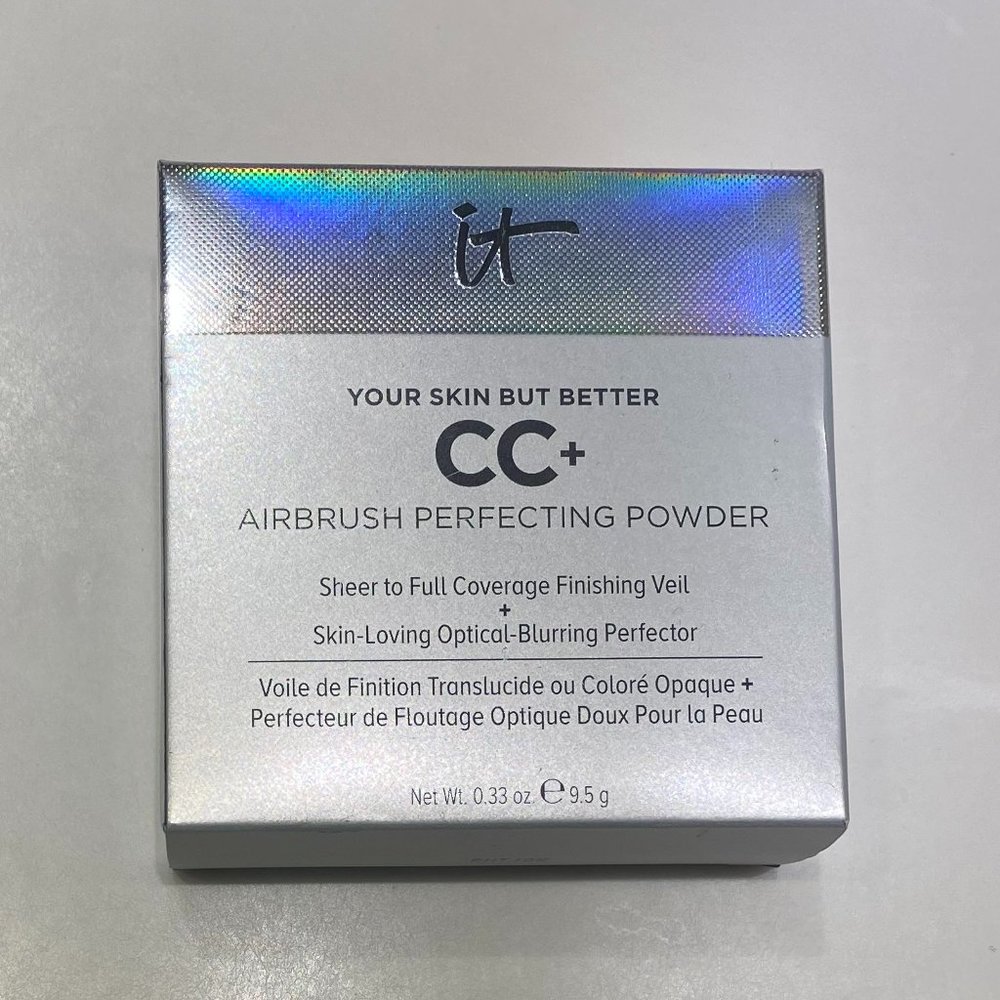 it
YOUR SKIN BUT BETTER
CC+
AIRBRUSH PERFECTING POWDER
Sheer to Full Coverage Finishing Veil
+
Skin-Loving Optical-Blurring Perfector
Voile de Finition Translucide ou Coloré Opaque +
Perfecteur de Floutage Optique Doux Pour la Peau
Net Wt. 0.33 oz ℮ 9.5 g